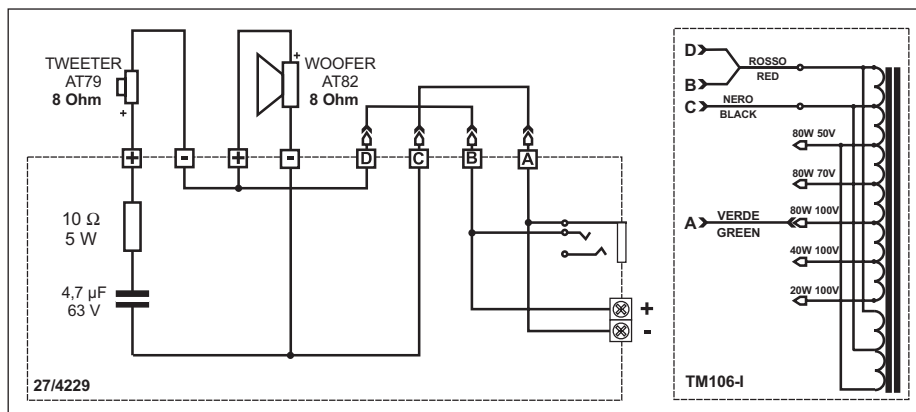 TWEETER
AT79
8 Ohm
+
WOOFER
AT82
8 Ohm
+
+ - + - D C B A
10 Ω
5 W
4,7 µF
63 V
+
-
27/4229
D
B
ROSSO
RED
C
NERO
BLACK
80W 50V
80W 70V
A
VERDE
GREEN
80W 100V
40W 100V
20W 100V
TM106-I